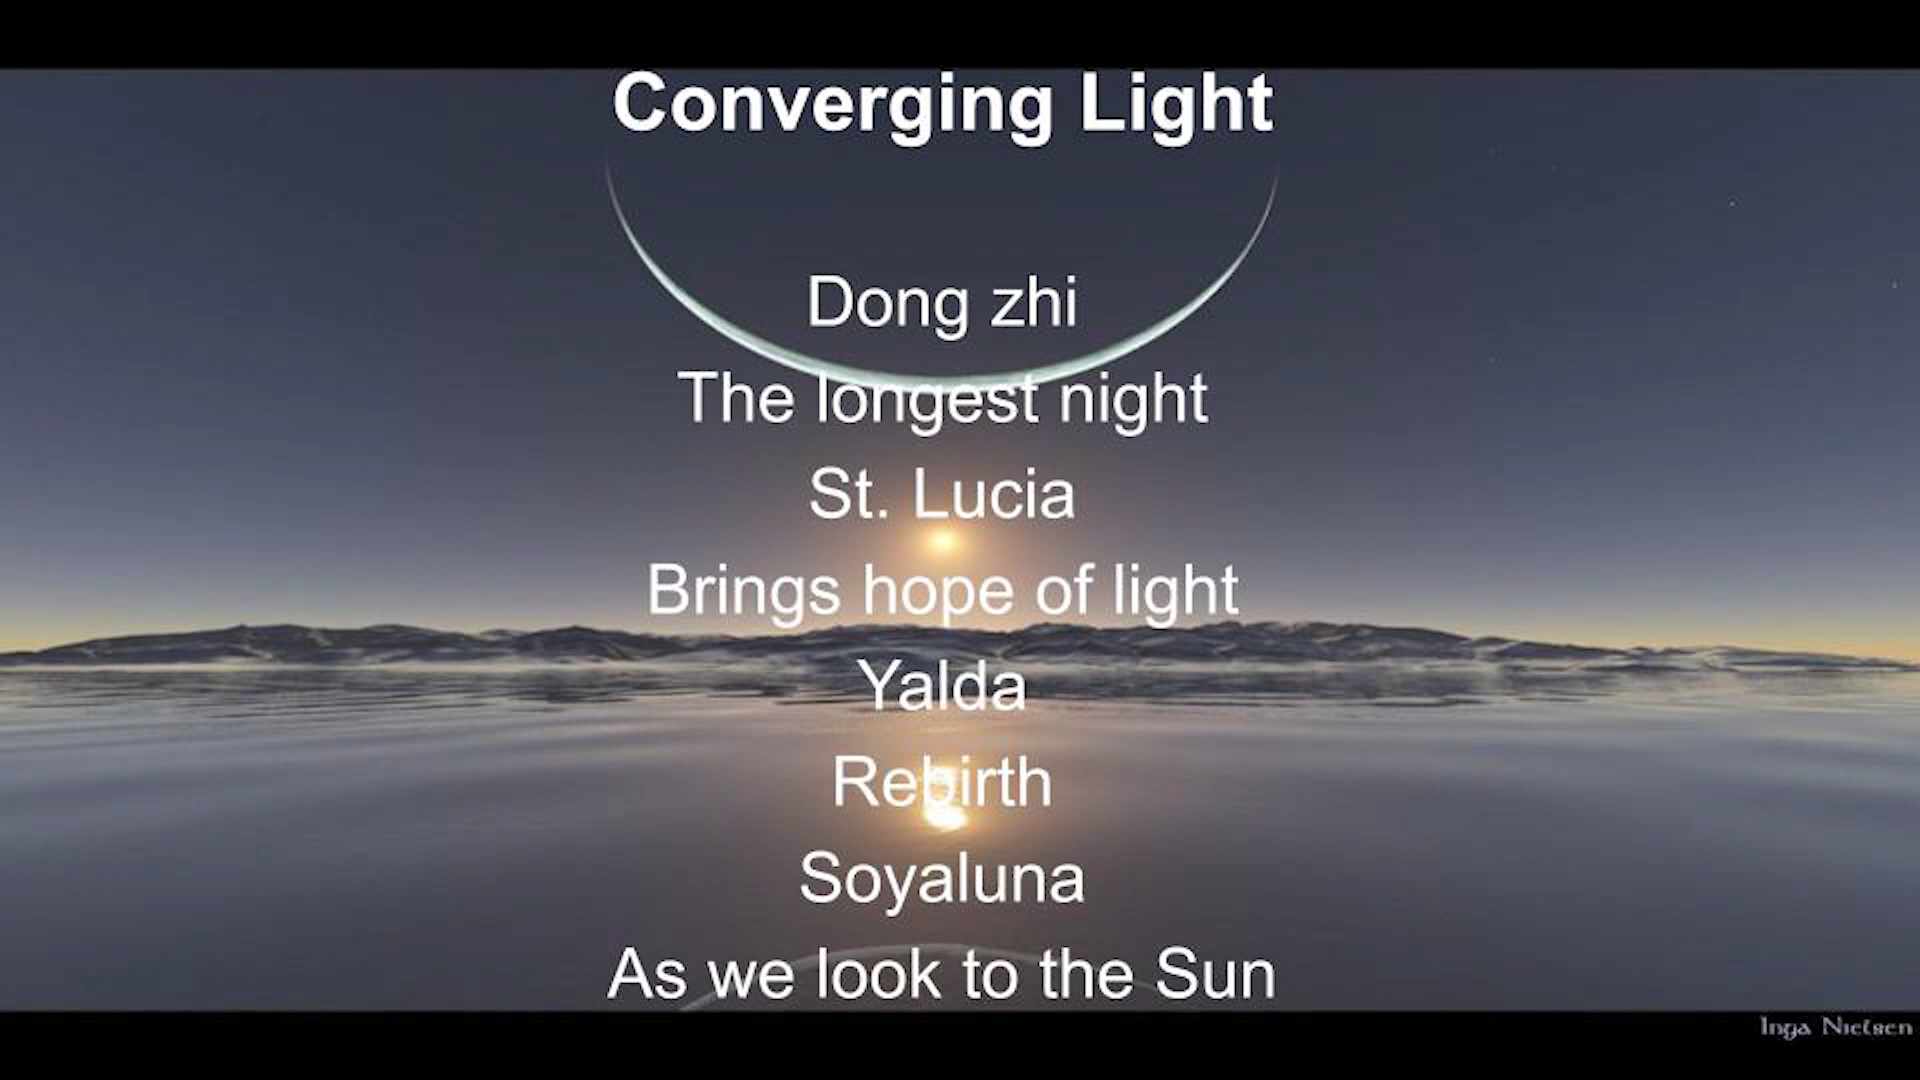 Converging Light
Dong zhi
The longest night
St. Lucia
Brings hope of light
Yalda
Rebirth
Soyaluna
As we look to the Sun
Inga Nielsen